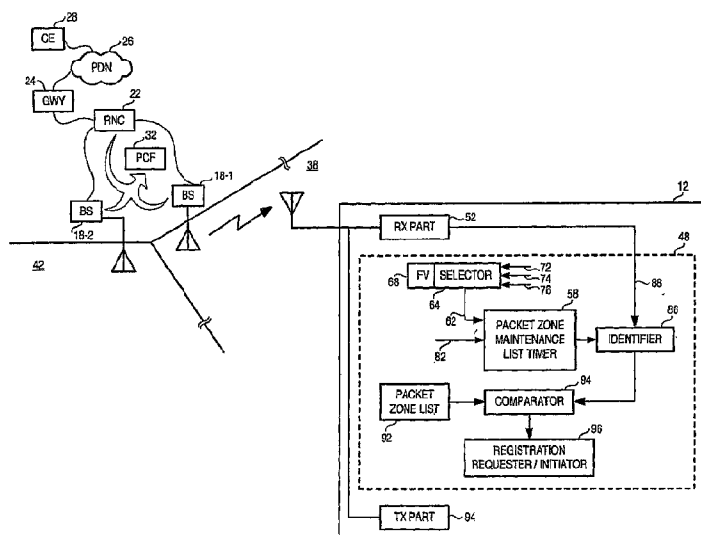 28
CE
26
PDN
24
GWY
22
RNC
32
PCF
18-1
BS
38
BS
18-2
42
12
RX PART
52
48
68
FV
SELECTOR
72
74
76
64
62
58
82
PACKET ZONE
MAINTENANCE
LIST TIMER
88
86
IDENTIFIER
94
PACKET
ZONE LIST
92
COMPARATOR
96
REGISTRATION
REQUESTER / INITIATOR
TX PART
94